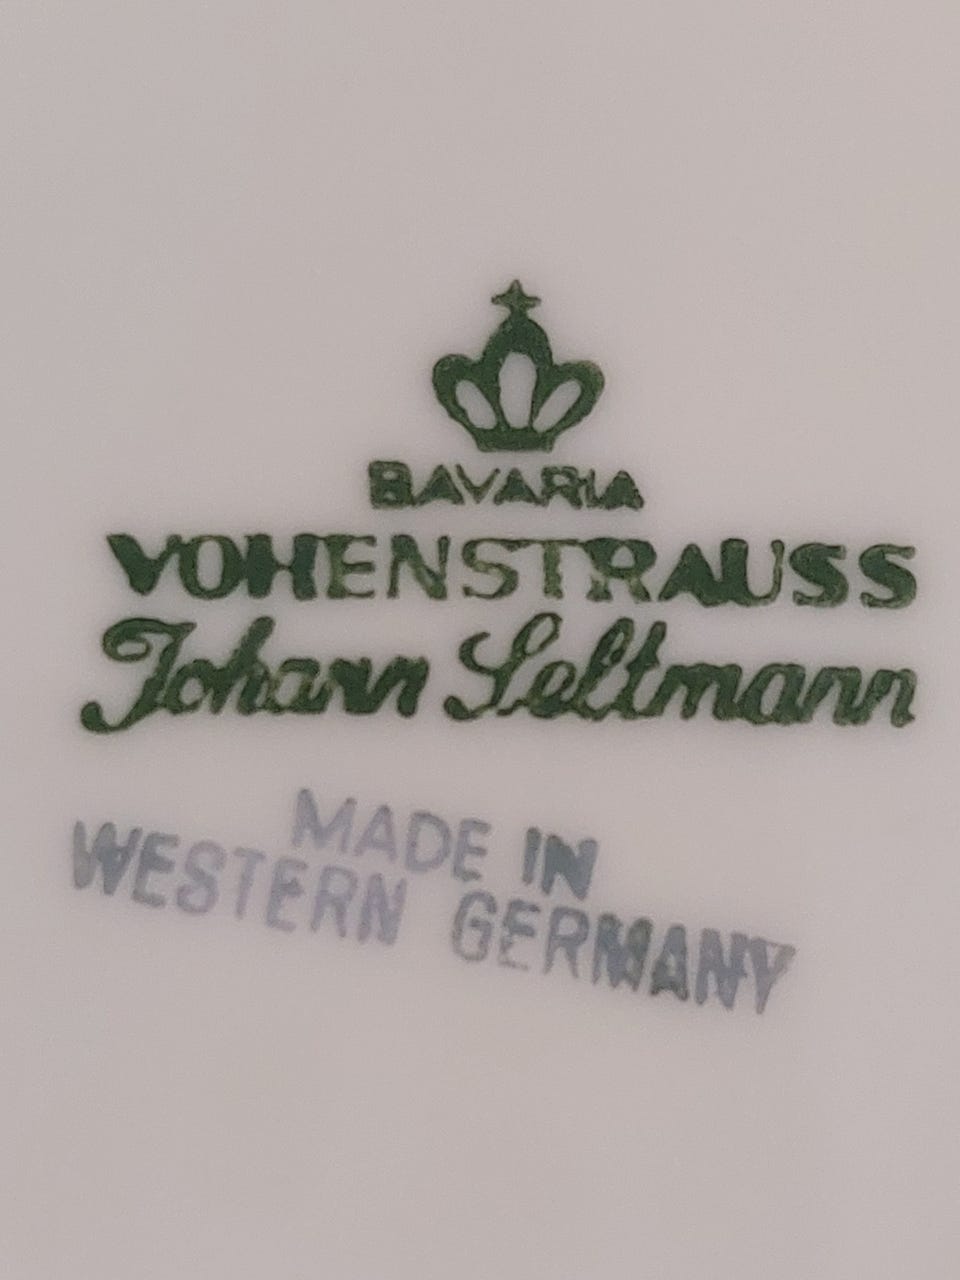 BAVARIA
VOHENSTRAUSS
Johann Seltmann
MADE IN
WESTERN GERMANY